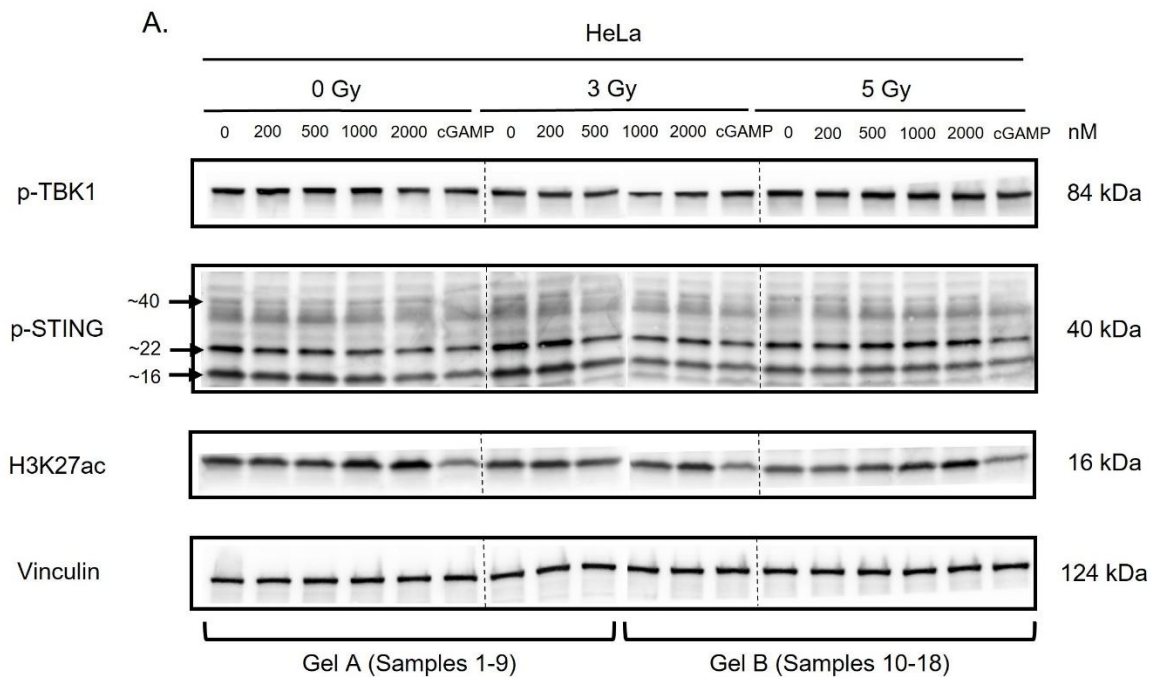 A.
HeLa
0 Gy 3 Gy 5 Gy
0 200 500 1000 2000 cGAMP 0 200 500 1000 2000 cGAMP 0 200 500 1000 2000 cGAMP nM
p-TBK1 84 kDa
~40
p-STING 40 kDa
~22
~16
H3K27ac 16 kDa
Vinculin 124 kDa
Gel A (Samples 1-9) Gel B (Samples 10-18)